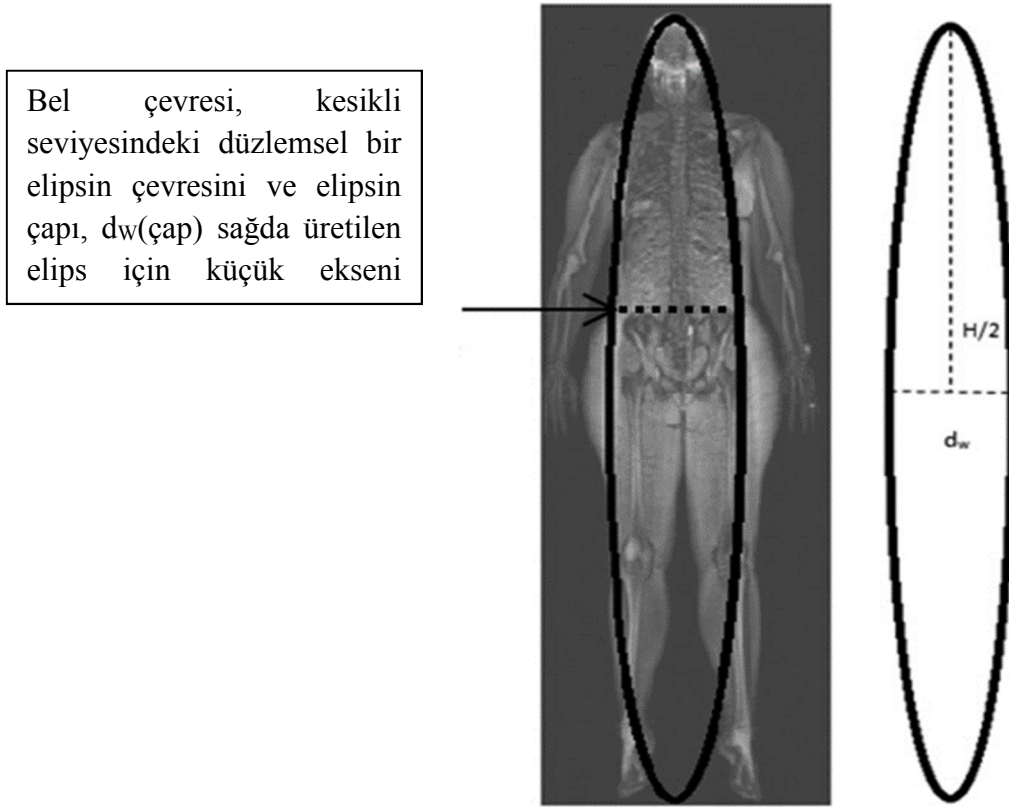 Bel çevresi, kesikli
seviyesindeki düzlemsel bir
elipsin çevresini ve elipsin
çapı, dw(çap) sağda üretilen
elips için küçük ekseni
H/2
dw